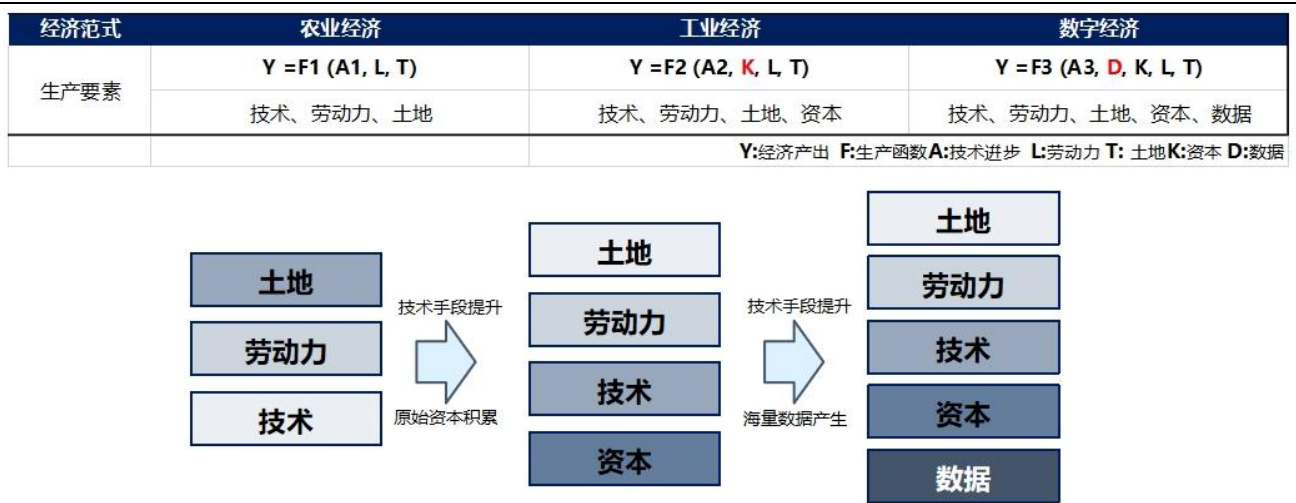 经济范式 农业经济 工业经济 数字经济
生产要素
Y =F1 (A1, L, T) Y =F2 (A2, K, L, T) Y =F3 (A3, D, K, L, T)
技术、劳动力、土地 技术、劳动力、土地、资本 技术、劳动力、土地、资本、数据
Y:经济产出 F:生产函数A:技术进步 L:劳动力 T: 土地K:资本 D:数据
土地
劳动力
技术
技术手段提升
原始资本积累
土地
劳动力
技术
资本
技术手段提升
海量数据产生
土地
劳动力
技术
资本
数据